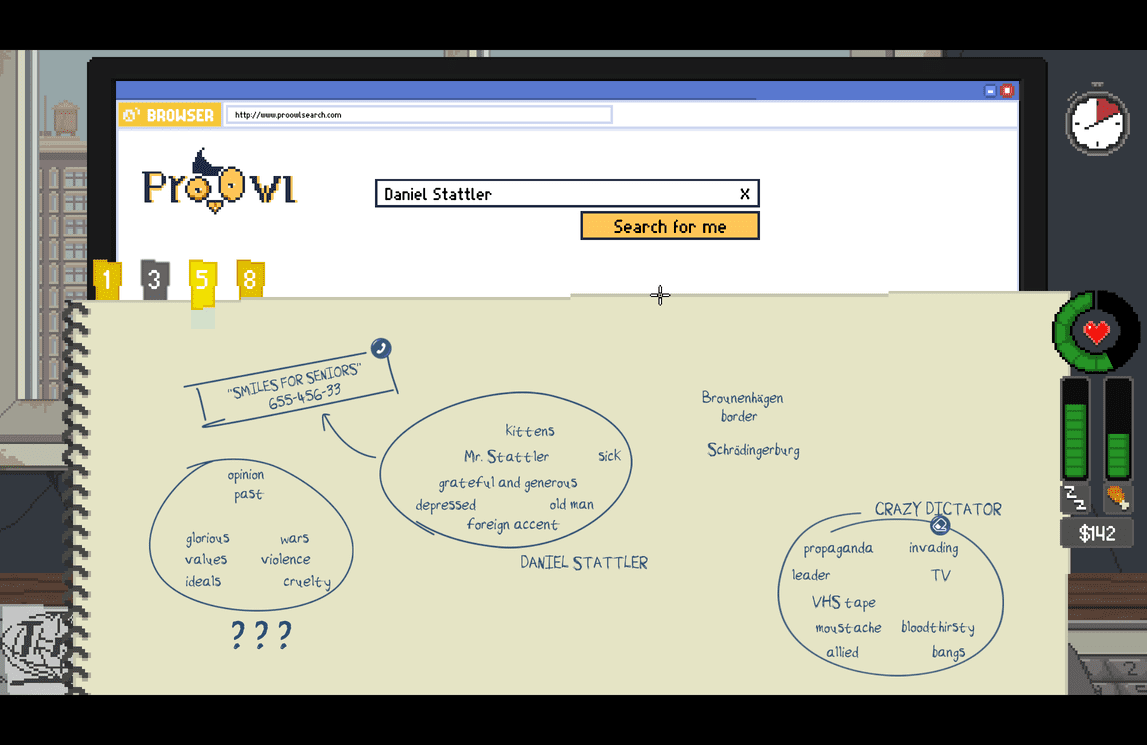 BROWSER
http://www.proowlsearch.com
PrOOwl
Daniel Stattler X
Search for me
1 3 5 8
"SMILES FOR SENIORS"
655-456-33
Kittens
Mr. Stattler sick
grateful and generous
depressed old man
foreign accent
DANIEL STATTLER
Brounenhägen
border
Schrödingerburg
opinion
past
glorious wars
values violence
ideals cruelty
???
CRAZY DICTATOR
propaganda invading
leader TV
VHS tape
moustache bloodthirsty
allied bangs
Z Z Z
$142